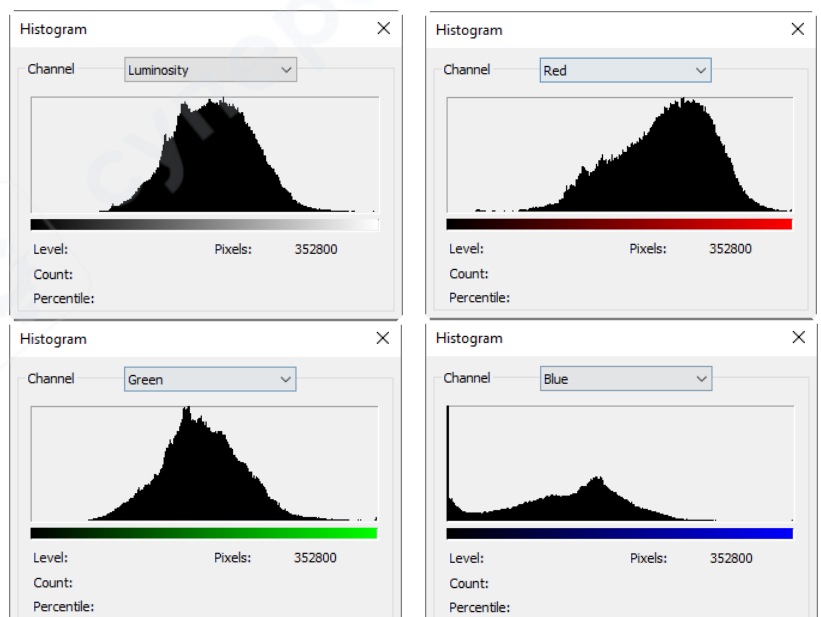 Histogram
Channel Luminosity
Level: Pixels: 352800
Count:
Percentile:
Histogram
Channel Red
Level: Pixels: 352800
Count:
Percentile:
Histogram
Channel Green
Level: Pixels: 352800
Count:
Percentile:
Histogram
Channel Blue
Level: Pixels: 352800
Count:
Percentile: